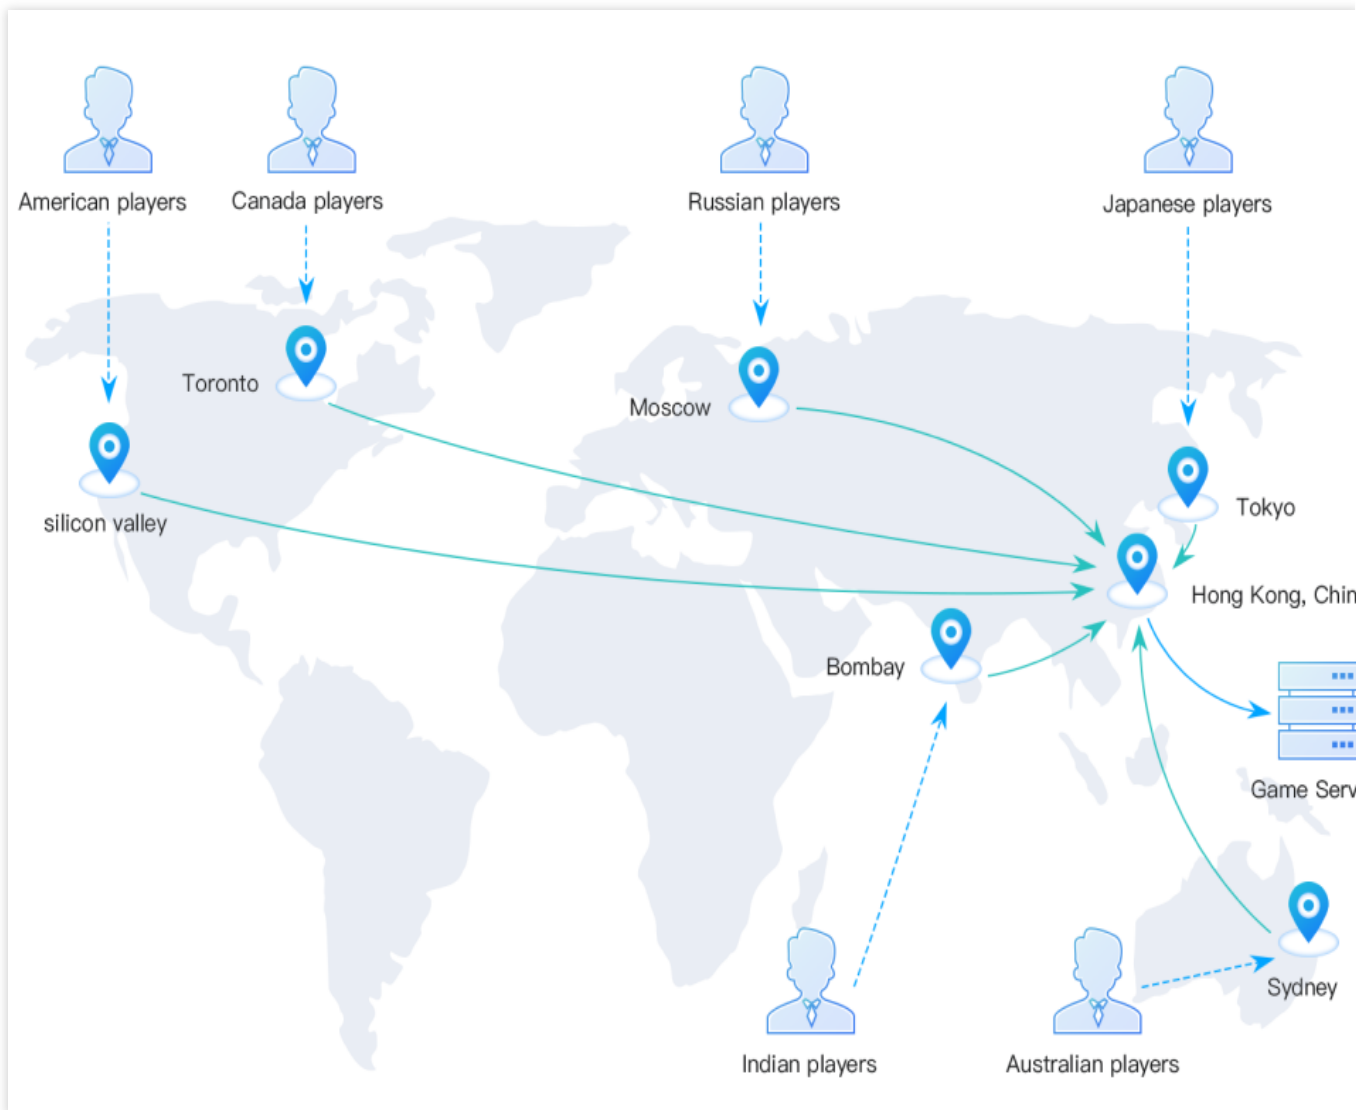 American players
Canada players
Russian players
Japanese players
Toronto
Moscow
silicon valley
Tokyo
Hong Kong, Chin
Bombay
Game Serv
Sydney
Indian players
Australian players